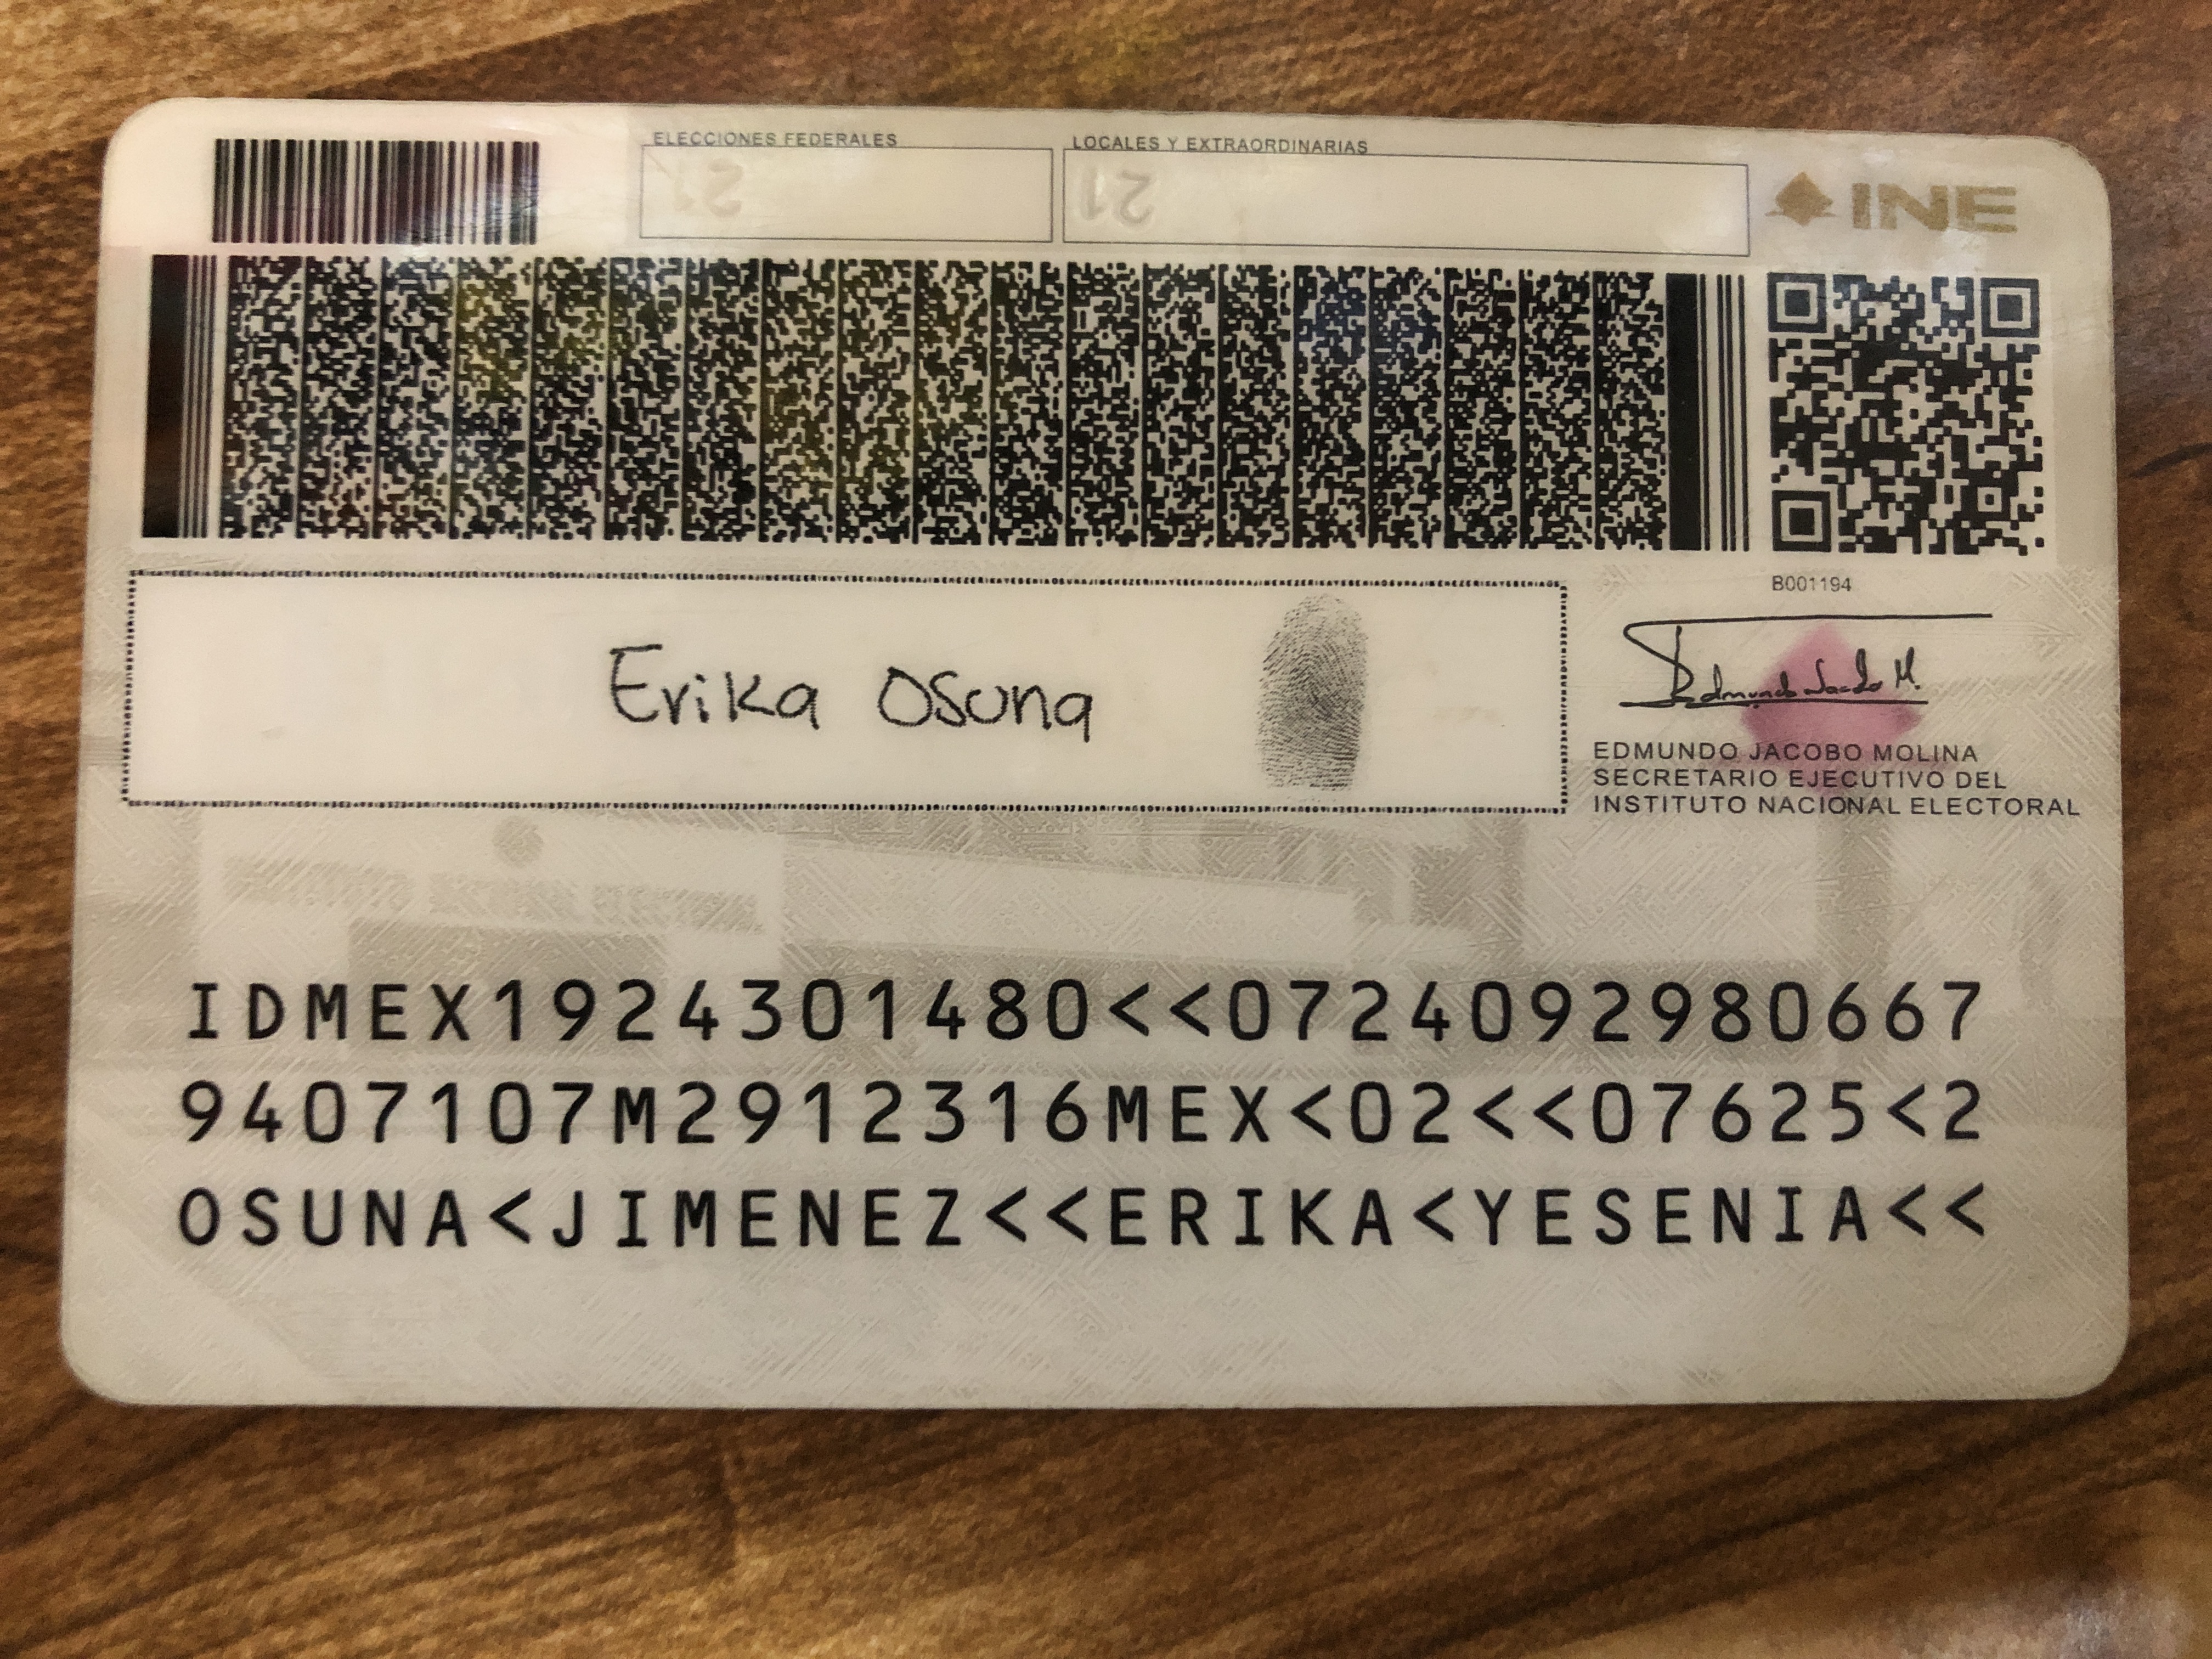 ELECCIONES FEDERALES
LOCALES Y EXTRAORDINARIAS
INE
21
21
B001194
Erika Osuna
Edmundo Jacobo M.
EDMUNDO JACOBO MOLINA
SECRETARIO EJECUTIVO DEL
INSTITUTO NACIONAL ELECTORAL
IDMEX1924301480<<0724092980667
9407107M2912316MEX<02<<07625<2
OSUNA<JIMENEZ<<ERIKA<YESENIA<<